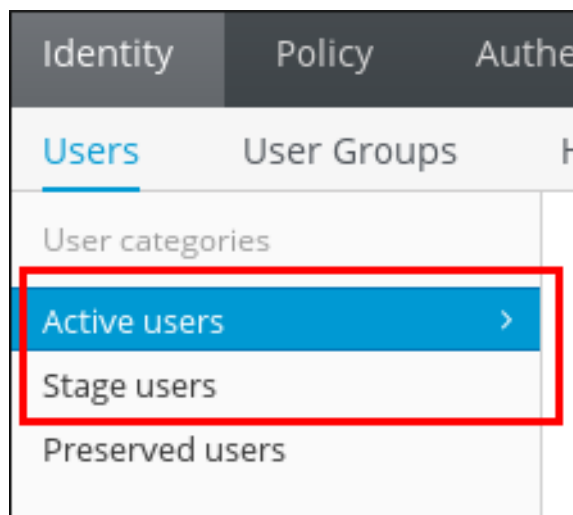 Identity Policy
Users User Groups
User categories
Active users
Stage users
Preserved users